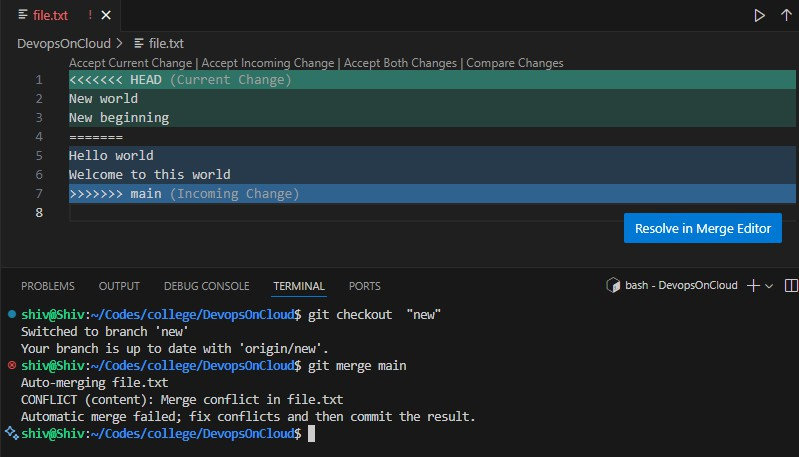 file.txt !
DevopsOnCloud > file.txt
Accept Current Change | Accept Incoming Change | Accept Both Changes | Compare Changes
1 <<<<<<< HEAD (Current Change)
2 New world
3 New beginning
4 =======
5 Hello world
6 Welcome to this world
7 >>>>>>> main (Incoming Change)
8
Resolve in Merge Editor
PROBLEMS OUTPUT DEBUG CONSOLE TERMINAL PORTS bash - DevopsOnCloud
shiv@Shiv:~/Codes/college/DevopsOnCloud$ git checkout  "new"
Switched to branch 'new'
Your branch is up to date with 'origin/new'.
shiv@Shiv:~/Codes/college/DevopsOnCloud$ git merge main
Auto-merging file.txt
CONFLICT (content): Merge conflict in file.txt
Automatic merge failed; fix conflicts and then commit the result.
shiv@Shiv:~/Codes/college/DevopsOnCloud$